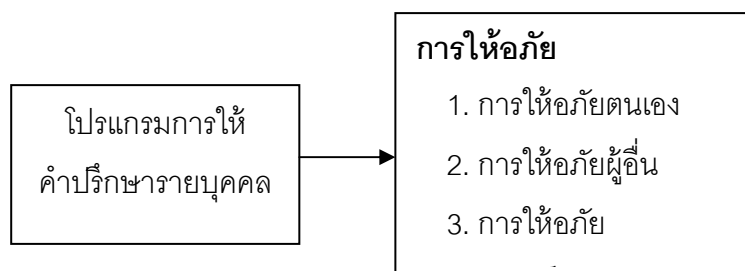 โปรแกรมการให้
คำปรึกษารายบุคคล
การให้อภัย
1. การให้อภัยตนเอง
2. การให้อภัยผู้อื่น
3. การให้อภัย